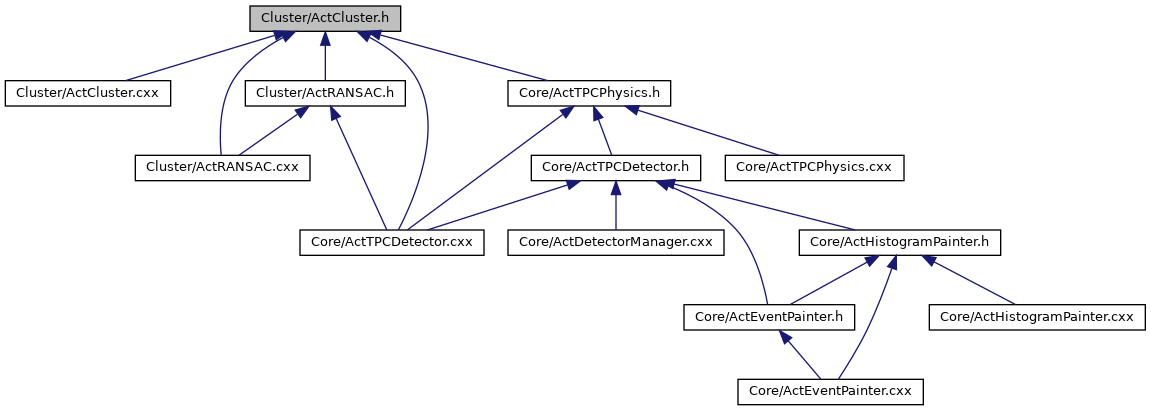 Cluster/ActCluster.h
Cluster/ActCluster.cxx
Cluster/ActRANSAC.h
Core/ActTPCPhysics.h
Cluster/ActRANSAC.cxx
Core/ActTPCDetector.h
Core/ActTPCPhysics.cxx
Core/ActTPCDetector.cxx
Core/ActDetectorManager.cxx
Core/ActHistogramPainter.h
Core/ActEventPainter.h
Core/ActHistogramPainter.cxx
Core/ActEventPainter.cxx